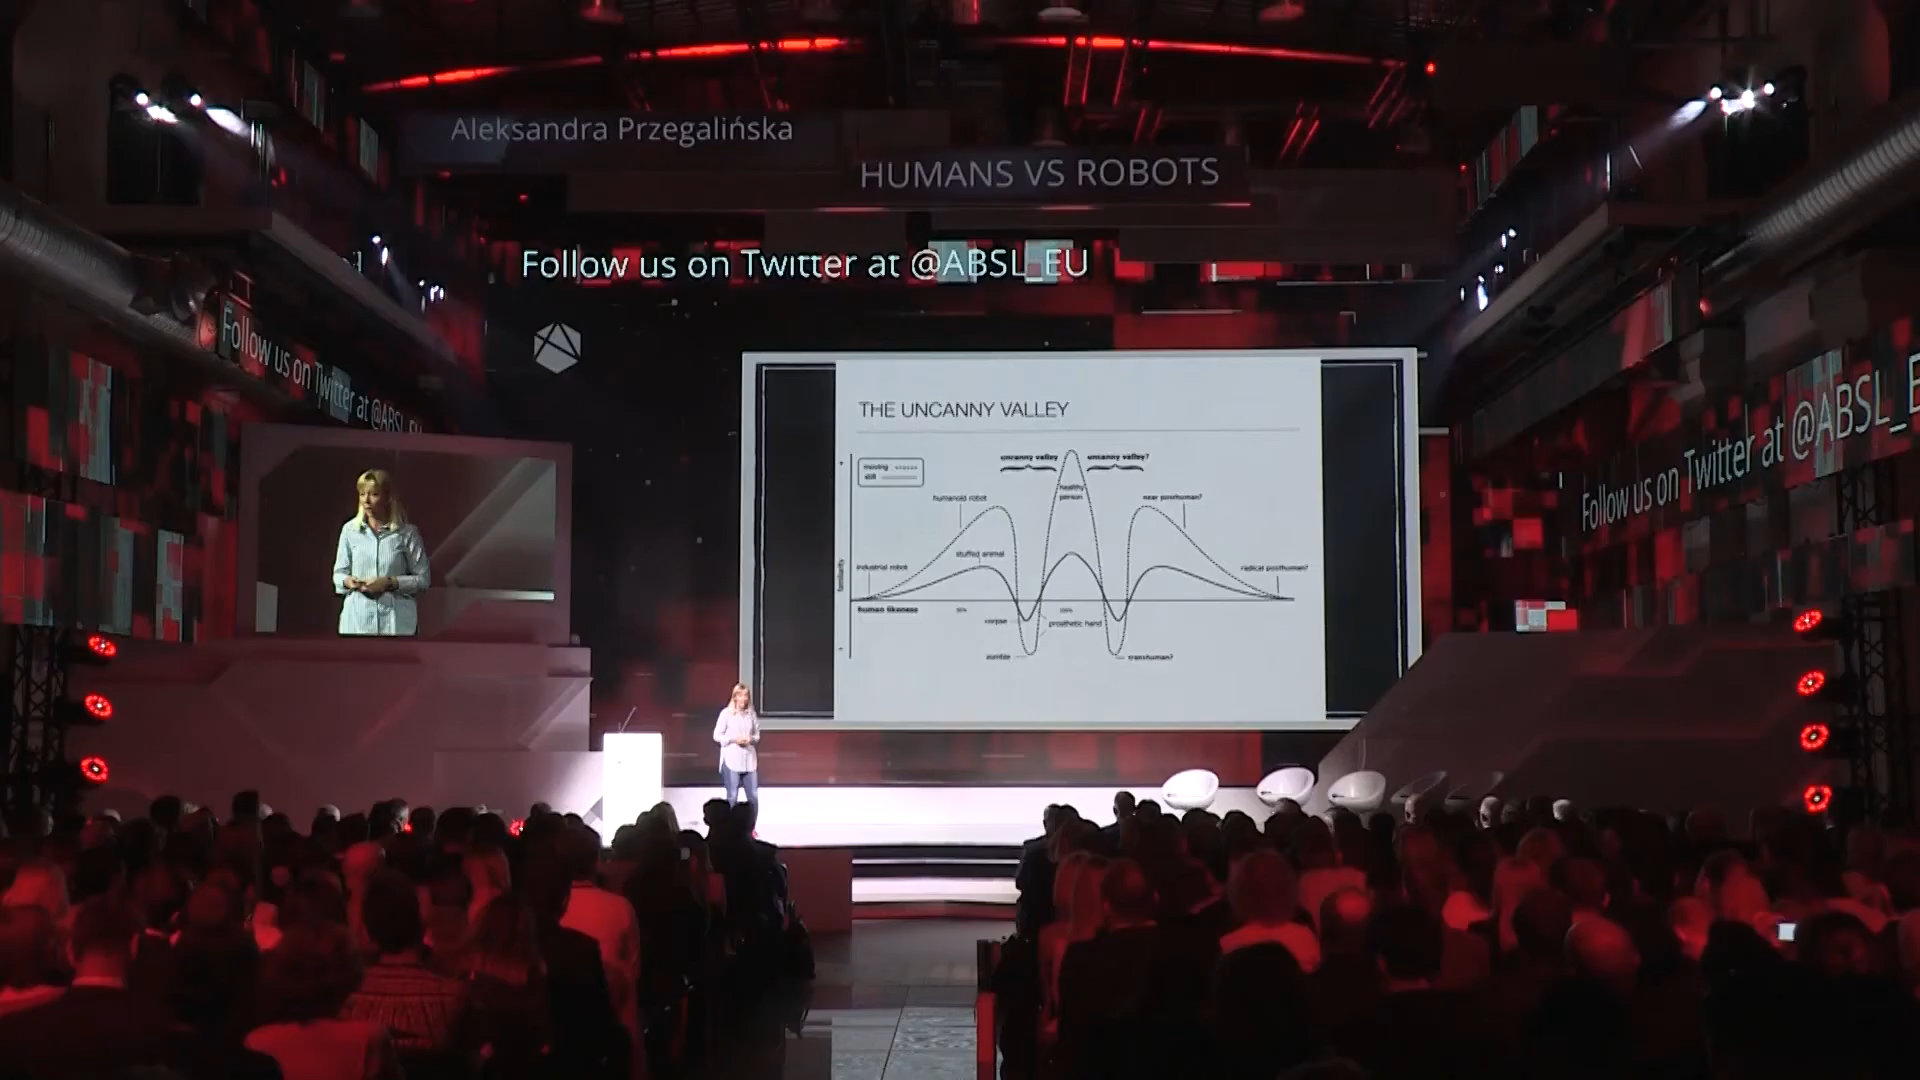 Aleksandra Przegalińska
HUMANS VS ROBOTS
Follow us on Twitter at @ABSL_EU
Follow us on Twitter at @ABSL_EU
Follow us on Twitter at @ABSL_E
THE UNCANNY VALLEY
uncanny valley
uncanny valley?
moving
still
healthy
person
humanoid robot
near posthuman?
stuffed animal
industrial robot
radical posthuman?
familiarity
human likeness
50%
100%
corpse
prosthetic hand
zombie
transhuman?
+